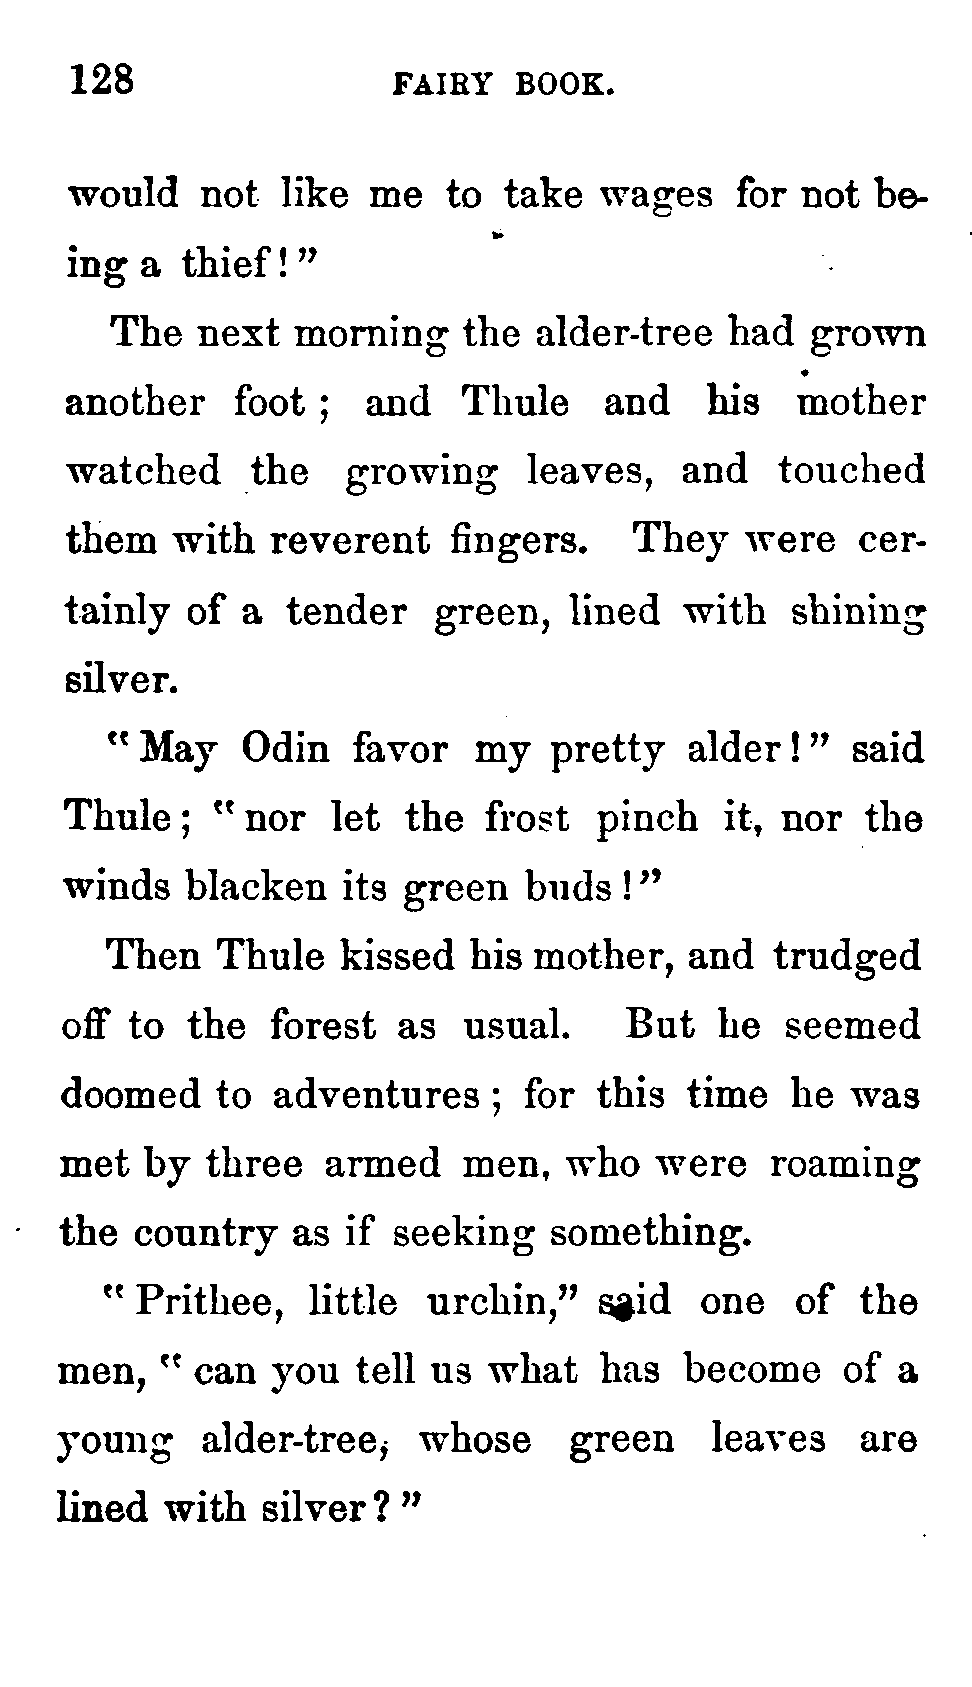 128 FAIRY BOOK.
would not like me to take wages for not be-
ing a thief!"
The next morning the alder-tree had grown
another foot; and Thule and his mother
watched the growing leaves, and touched
them with reverent fingers. They were cer-
tainly of a tender green, lined with shining
silver.
"May Odin favor my pretty alder!" said
Thule; "nor let the frost pinch it, nor the
winds blacken its green buds!"
Then Thule kissed his mother, and trudged
off to the forest as usual. But he seemed
doomed to adventures; for this time he was
met by three armed men, who were roaming
the country as if seeking something.
"Prithee, little urchin," said one of the
men, "can you tell us what has become of a
young alder-tree, whose green leaves are
lined with silver?"